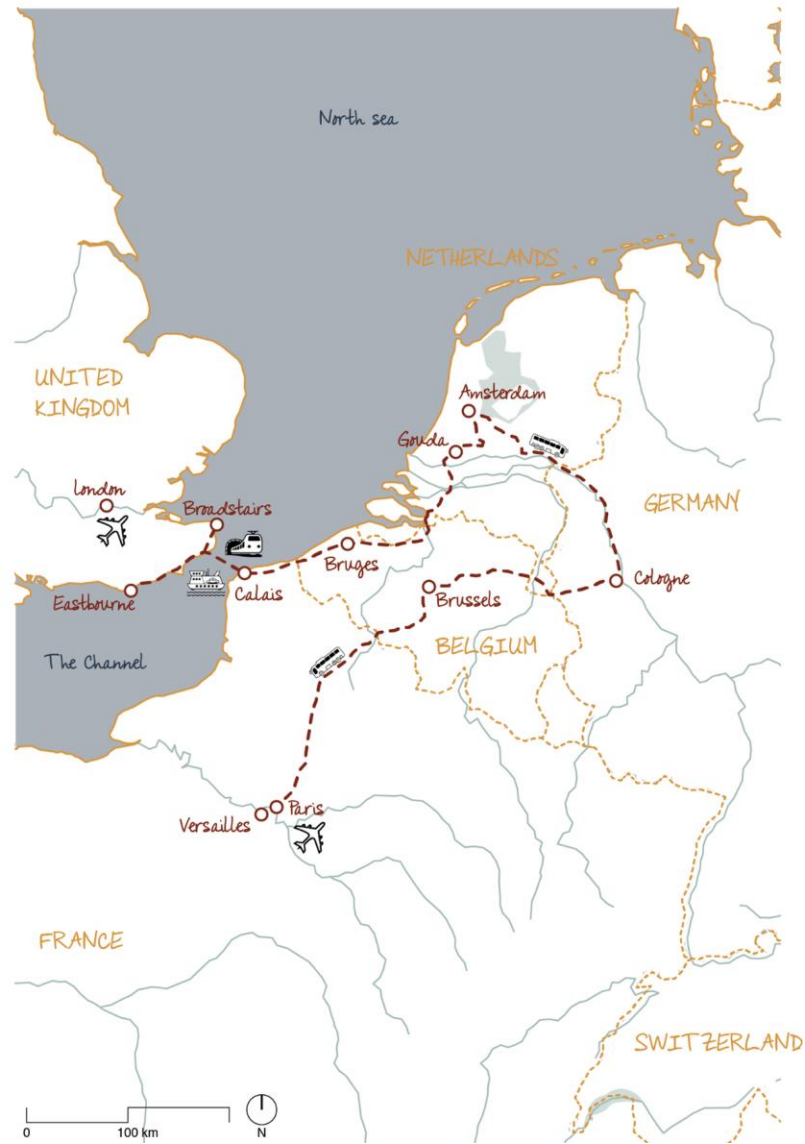 North sea
NETHERLANDS
UNITED
KINGDOM
Amsterdam
Gouda
London
Broadstairs
GERMANY
Bruges
Calais
Eastbourne
Brussels
Cologne
BELGIUM
The Channel
Paris
Versailles
FRANCE
SWITZERLAND
0
100 km
N